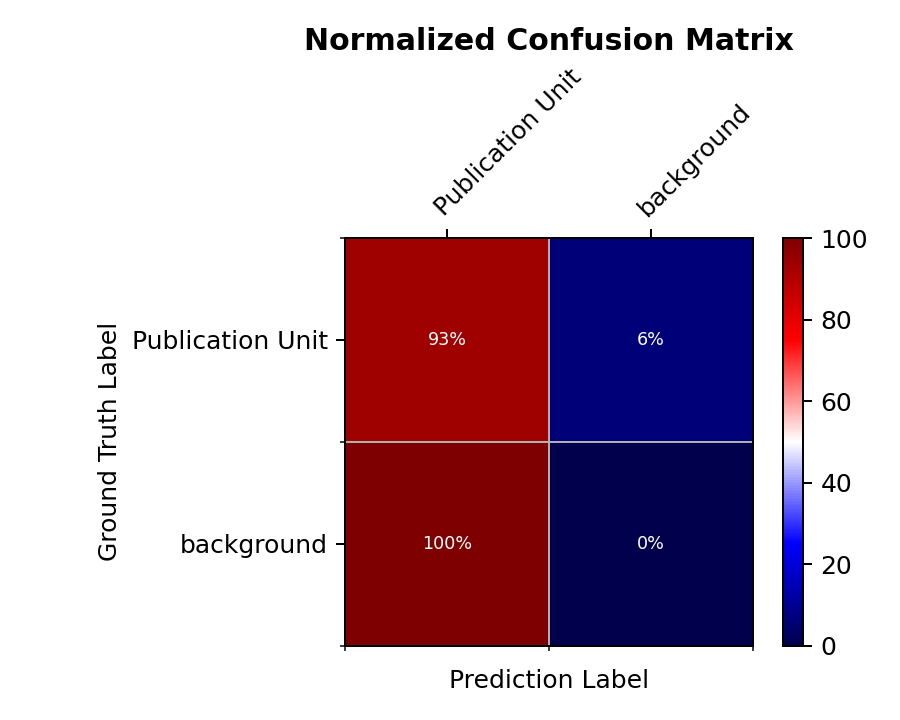 Normalized Confusion Matrix
Publication Unit
background
Publication Unit
93%
6%
background
100%
0%
Ground Truth Label
Prediction Label
100
80
60
40
20
0